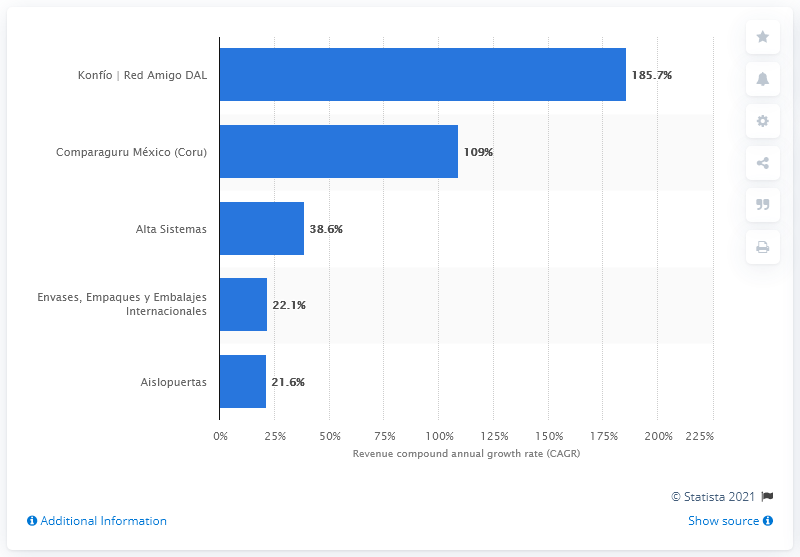 Konfío | Red Amigo DAL
185.7%
Comparaguru México (Coru)
109%
Alta Sistemas
38.6%
Envases, Empaques y Embalajes
Internacionales
22.1%
Aislopuertas
21.6%
0% 25% 50% 75% 100% 125% 150% 175% 200% 225%
Revenue compound annual growth rate (CAGR)
© Statista 2021
Additional Information
Show source